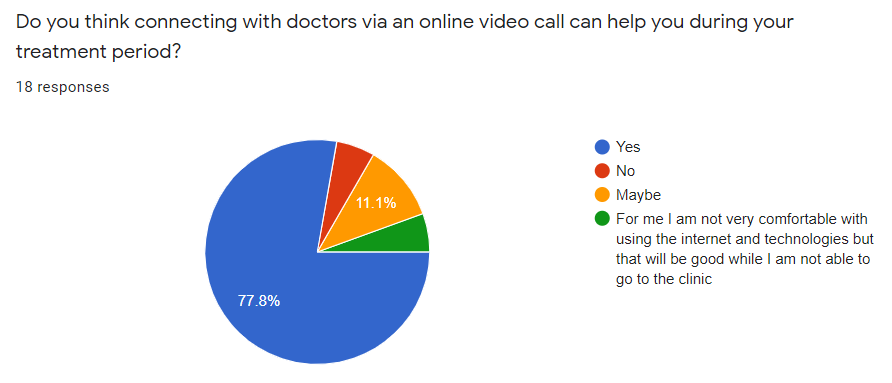 Do you think connecting with doctors via an online video call can help you during your
treatment period?
18 responses
Yes
No
Maybe
For me I am not very comfortable with
using the internet and technologies but
that will be good while I am not able to
go to the clinic
11.1%
77.8%